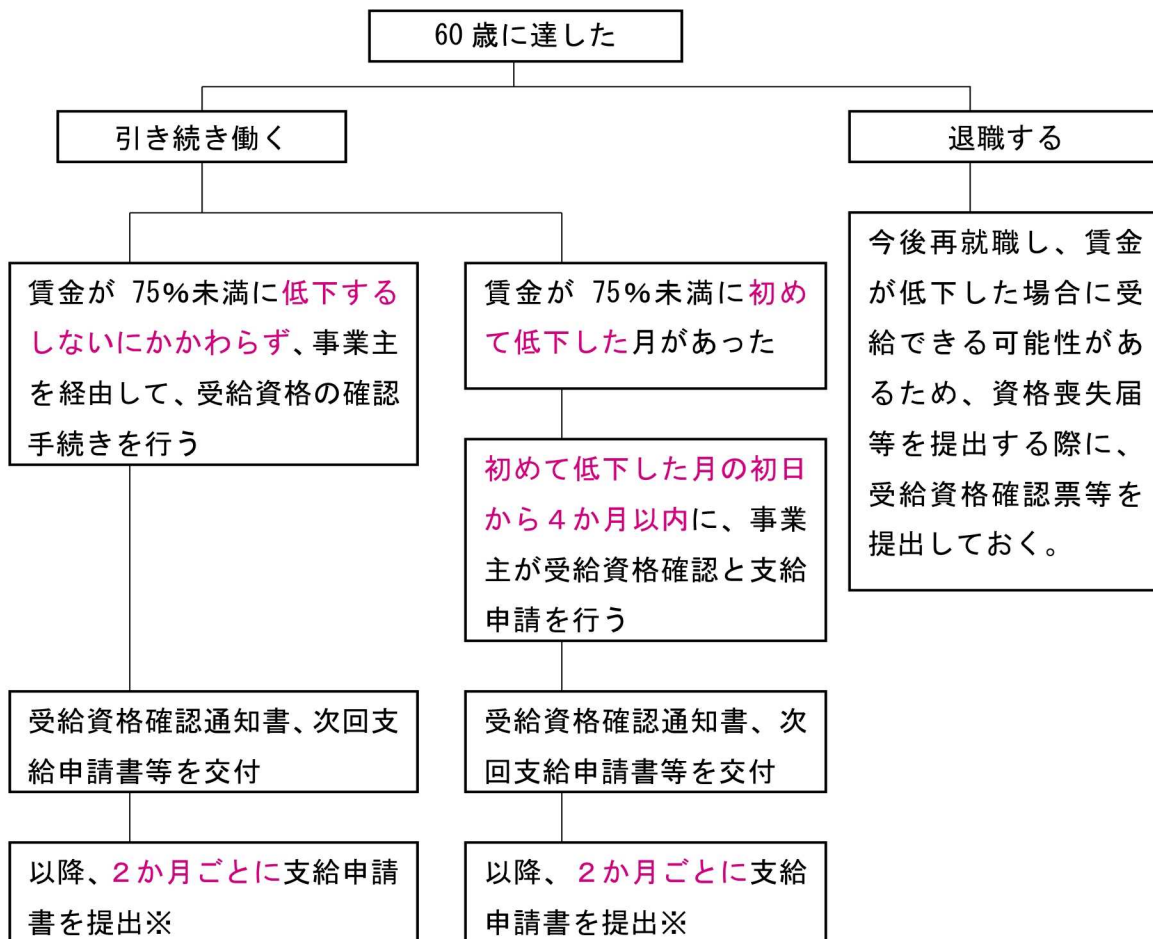 60歳に達した
引き続き働く
退職する
賃金が 75%未満に低下する
しないにかかわらず、事業主
を経由して、受給資格の確認
手続きを行う
賃金が 75%未満に初め
て低下した月があった
今後再就職し、賃金
が低下した場合に受
給できる可能性があ
るため、資格喪失届
等を提出する際に、
受給資格確認票等を
提出しておく。
初めて低下した月の初日
から4か月以内に、事業
主が受給資格確認と支給
申請を行う
受給資格確認通知書、次回支
給申請書等を交付
受給資格確認通知書、次
回支給申請書等を交付
以降、2か月ごとに支給申請
書を提出※
以降、2か月ごとに支給
申請書を提出※